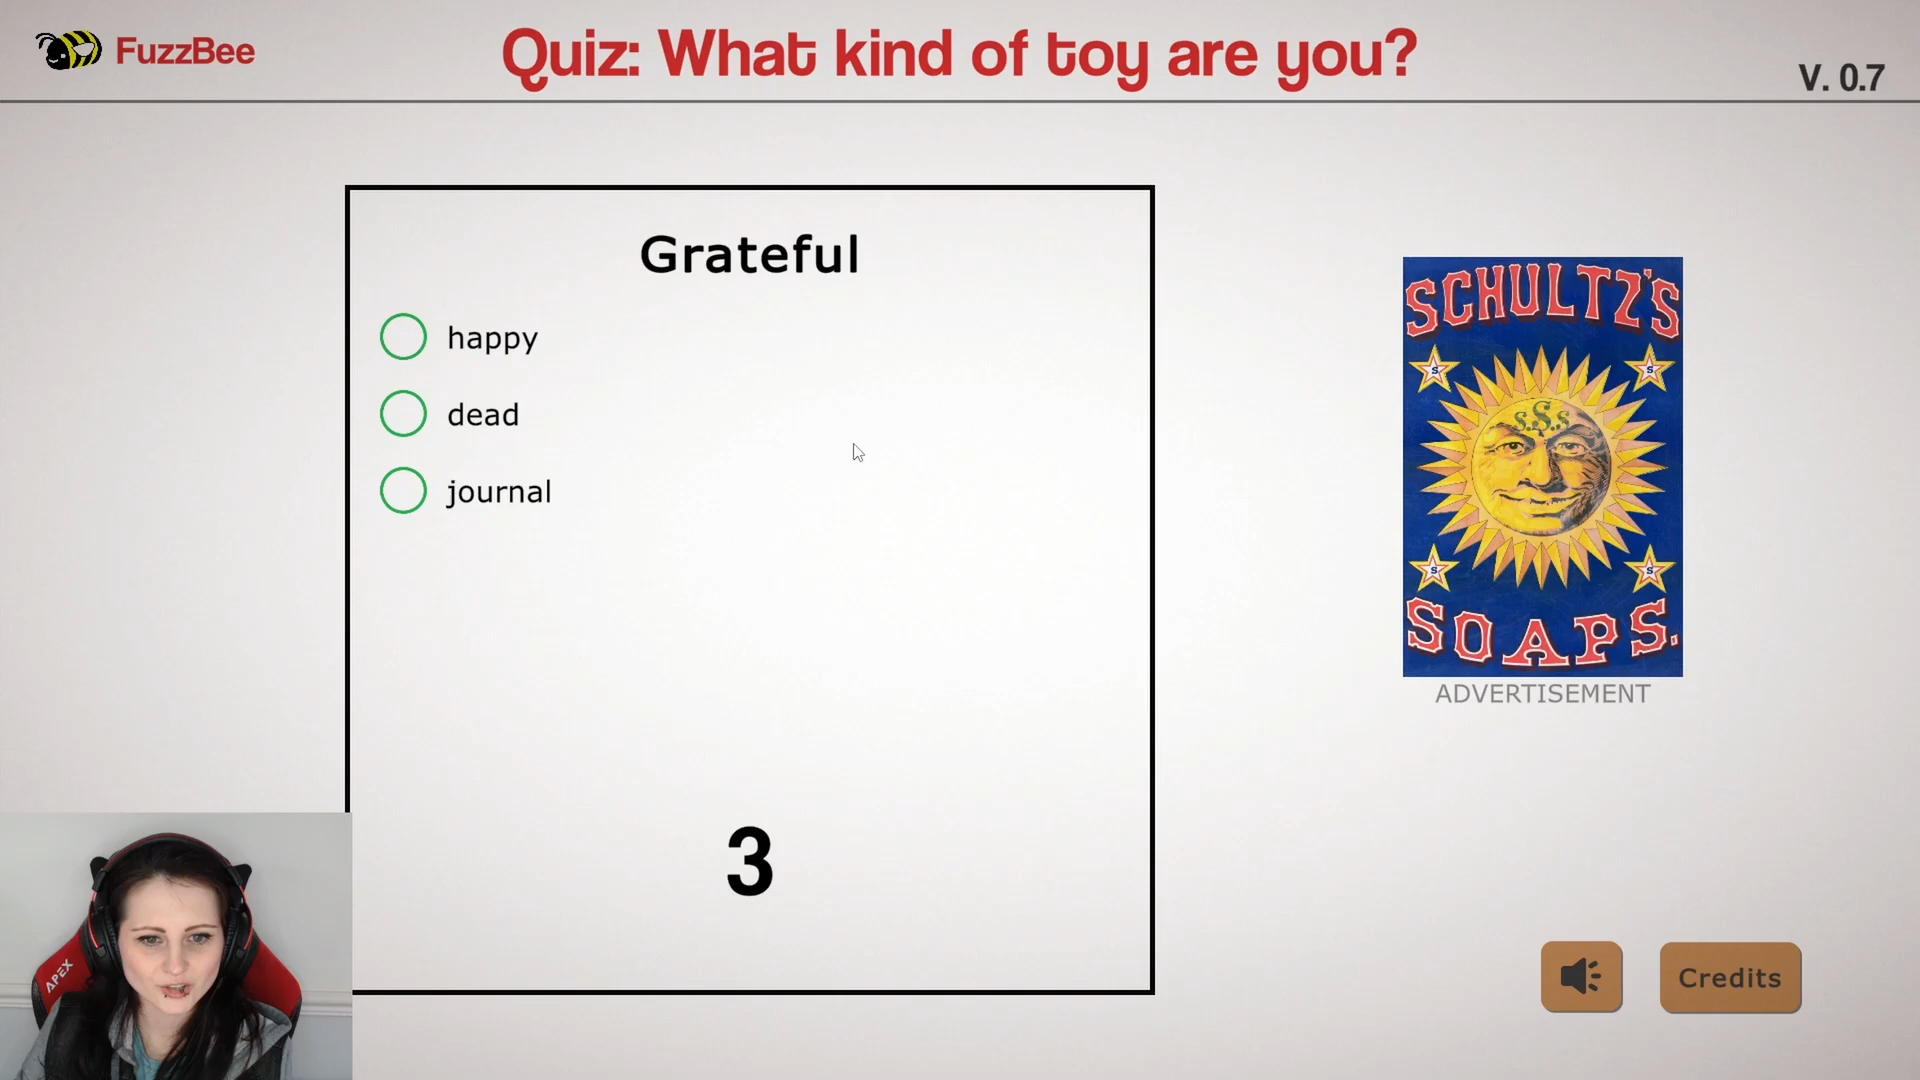 FuzzBee
Quiz: What kind of toy are you?
V. 0.7
Grateful
happy
dead
journal
3
SCHULTZ'S
S
S
S.S.S
S
S
SOAPS.
ADVERTISEMENT
APEX
Credits